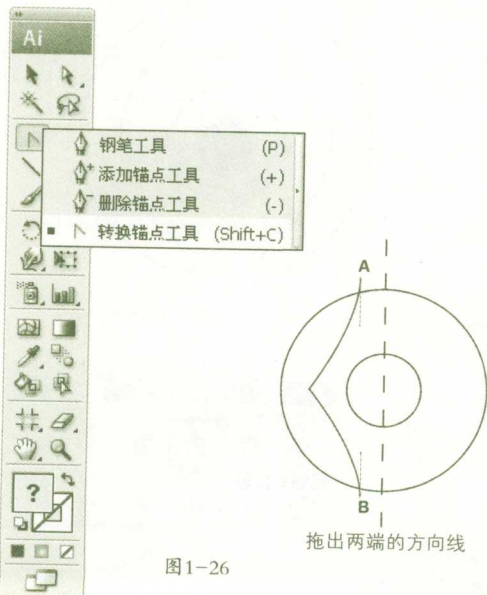 Ai
钢笔工具 (P)
添加锚点工具 (+)
删除锚点工具 (-)
转换锚点工具 (Shift+C)
A
?
B
拖出两端的方向线
图1-26